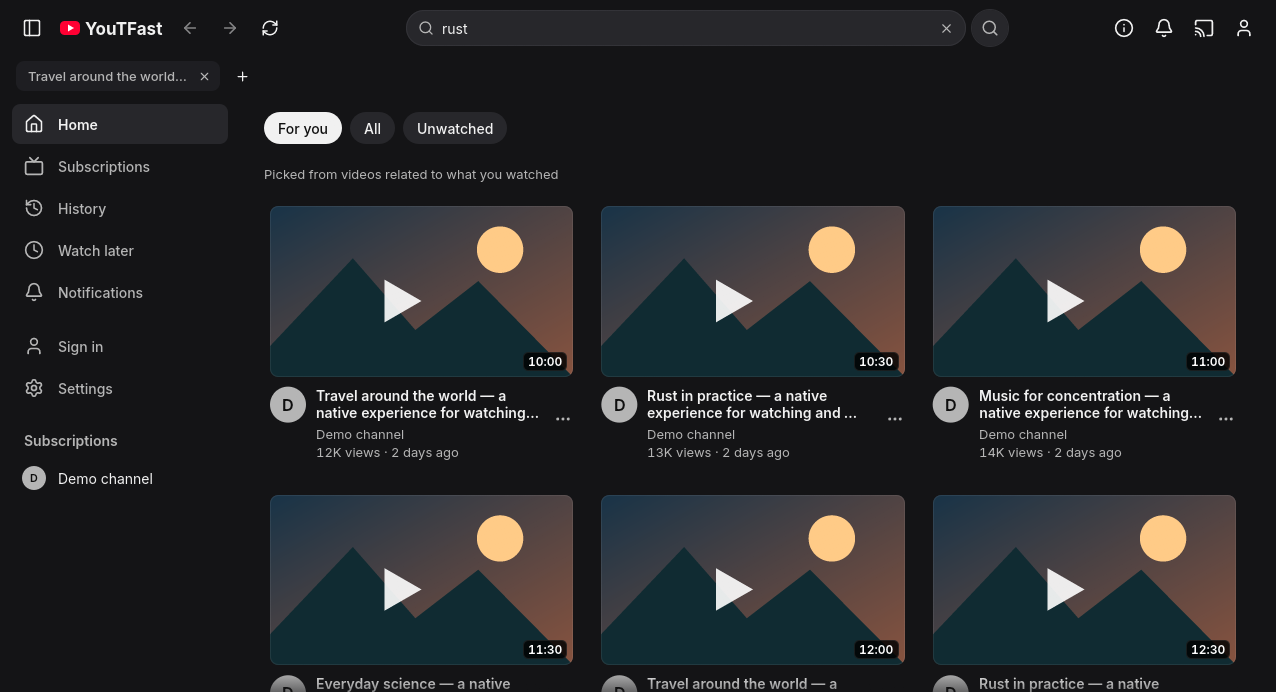 YouTFast
rust
Travel around the world...
Home
Subscriptions
History
Watch later
Notifications
Sign in
Settings
Subscriptions
D
Demo channel
For you
All
Unwatched
Picked from videos related to what you watched
10:00
D
Travel around the world — a
native experience for watching...
Demo channel
12K views · 2 days ago
10:30
D
Rust in practice — a native
experience for watching and ...
Demo channel
13K views · 2 days ago
11:00
D
Music for concentration — a
native experience for watching...
Demo channel
14K views · 2 days ago
11:30
D
Everyday science — a native
12:00
D
Travel around the world — a
12:30
D
Rust in practice — a native